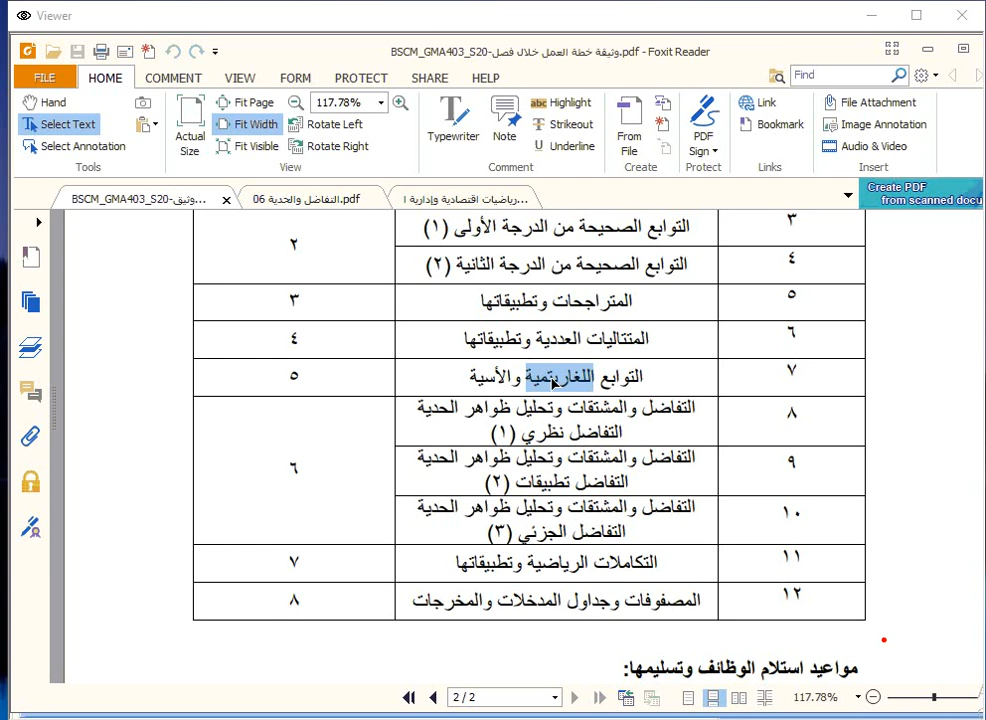 Viewer
BSCM_GMA403_S20-وثيقة خطة العمل خلال فصل.pdf - Foxit Reader
FILE HOME COMMENT VIEW FORM PROTECT SHARE HELP
Find
Hand
Select Text
Select Annotation
Tools
Actual Size
Fit Page
Fit Width
Fit Visible
117.78%
Rotate Left
Rotate Right
View
Typewriter
Note
abc Highlight
Strikeout
U Underline
Comment
From File
Create
PDF Sign
Protect
Link
Bookmark
Links
File Attachment
Image Annotation
Audio & Video
Insert
BSCM_GMA403_S20-وثيق...
06 التفاضل والحدية.pdf
رياضيات اقتصادية وإدارية ا...
Create PDF
from scanned docu
٣ التوابع الصحيحة من الدرجة الأولى (١) ٢
٤ التوابع الصحيحة من الدرجة الثانية (٢)
٥ المتراجحات وتطبيقاتها ٣
٦ المتتاليات العددية وتطبيقاتها ٤
٧ التوابع اللغاريتمية والأسية ٥
٨ التفاضل والمشتقات وتحليل ظواهر الحدية
التفاضل نظري (١)
٩ التفاضل والمشتقات وتحليل ظواهر الحدية ٦
التفاضل تطبيقات (٢)
١٠ التفاضل والمشتقات وتحليل ظواهر الحدية
التفاضل الجزئي (٣)
١١ التكاملات الرياضية وتطبيقاتها ٧
١٢ المصفوفات وجداول المدخلات والمخرجات ٨
مواعيد استلام الوظائف وتسليمها:
2 / 2
117.78%